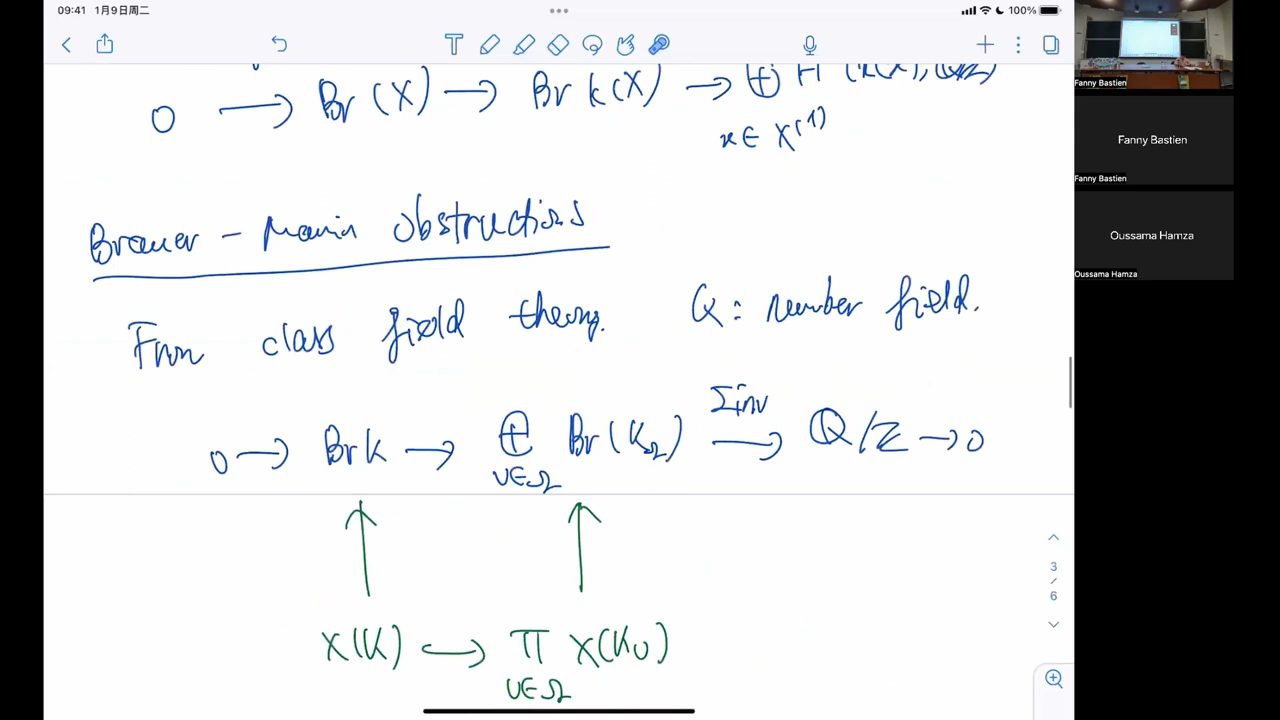 09:41 1月9日周二
100%
0 → Br(X) → Br k(X) → ⊕ H (k(x), Q/Z)
x ∈ X⁽¹⁾
Brauer - Manin obstructions
From class field theory. Q : number field.
Σinv
0 → Br k → ⊕ Br(K_Ω) → Q/Z → 0
v∈Ω
X(K) ↪ Π X(K_v)
v∈Ω
3
/
6
Fanny Bastien
Fanny Bastien
Fanny Bastien
Oussama Hamza
Oussama Hamza